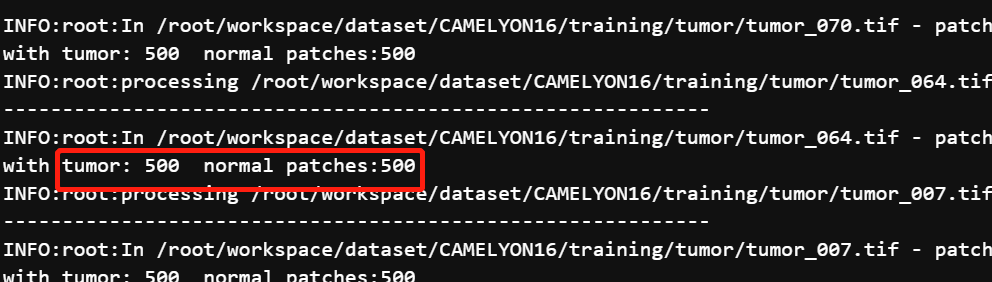 INFO:root:In /root/workspace/dataset/CAMELYON16/training/tumor/tumor_070.tif - patch
with tumor: 500  normal patches:500
INFO:root:processing /root/workspace/dataset/CAMELYON16/training/tumor/tumor_064.tif
------------------------------------------------------------
INFO:root:In /root/workspace/dataset/CAMELYON16/training/tumor/tumor_064.tif - patch
with tumor: 500  normal patches:500
INFO:root:processing /root/workspace/dataset/CAMELYON16/training/tumor/tumor_007.tif
------------------------------------------------------------
INFO:root:In /root/workspace/dataset/CAMELYON16/training/tumor/tumor_007.tif - patch
with tumor: 500  normal patches:500